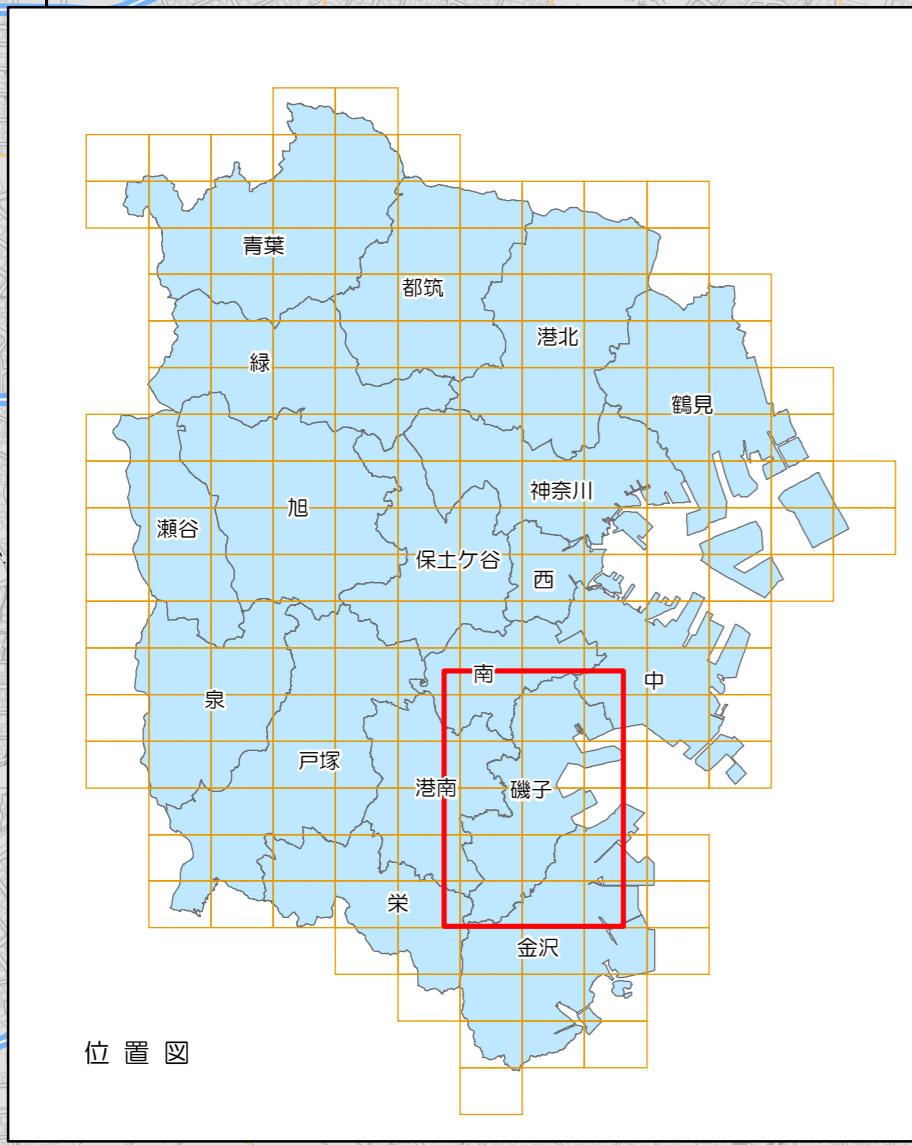 青葉
都筑
港北
緑
鶴見
神奈川
旭
瀬谷
保土ケ谷
西
南
中
泉
戸塚
港南
磯子
栄
金沢
位置図